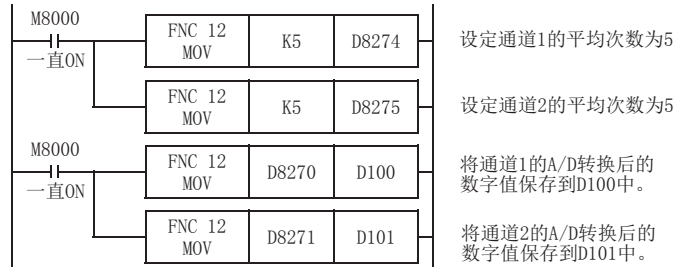 M8000
一直ON
FNC 12
MOV
K5
D8274
设定通道1的平均次数为5
FNC 12
MOV
K5
D8275
设定通道2的平均次数为5
M8000
一直ON
FNC 12
MOV
D8270
D100
将通道1的A/D转换后的
数字值保存到D100中。
FNC 12
MOV
D8271
D101
将通道2的A/D转换后的
数字值保存到D101中。